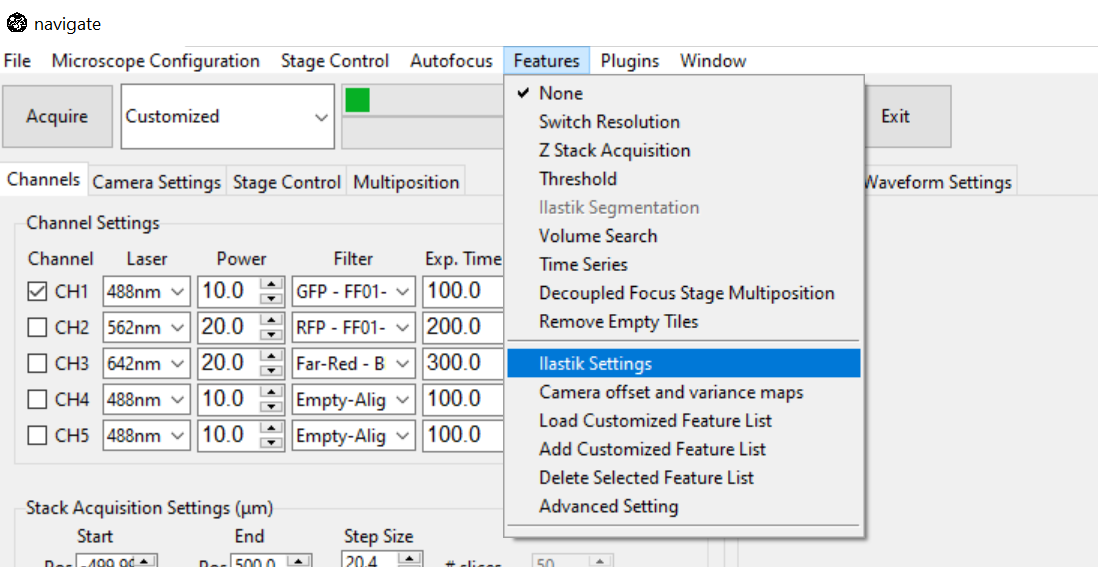 navigate
File Microscope Configuration Stage Control Autofocus Features Plugins Window
Acquire Customized Exit
None
Switch Resolution
Z Stack Acquisition
Threshold
Ilastik Segmentation
Volume Search
Time Series
Decoupled Focus Stage Multiposition
Remove Empty Tiles
Ilastik Settings
Camera offset and variance maps
Load Customized Feature List
Add Customized Feature List
Delete Selected Feature List
Advanced Setting
Channels Camera Settings Stage Control Multiposition Waveform Settings
Channel Settings
Channel Laser Power Filter Exp. Time
CH1 488nm 10.0 GFP - FF01- 100.0
CH2 562nm 20.0 RFP - FF01- 200.0
CH3 642nm 20.0 Far-Red - B 300.0
CH4 488nm 10.0 Empty-Alig 100.0
CH5 488nm 10.0 Empty-Alig 100.0
Stack Acquisition Settings (μm)
Start End Step Size
Pos -499.99 Pos 500.0 20.4 # slices 50